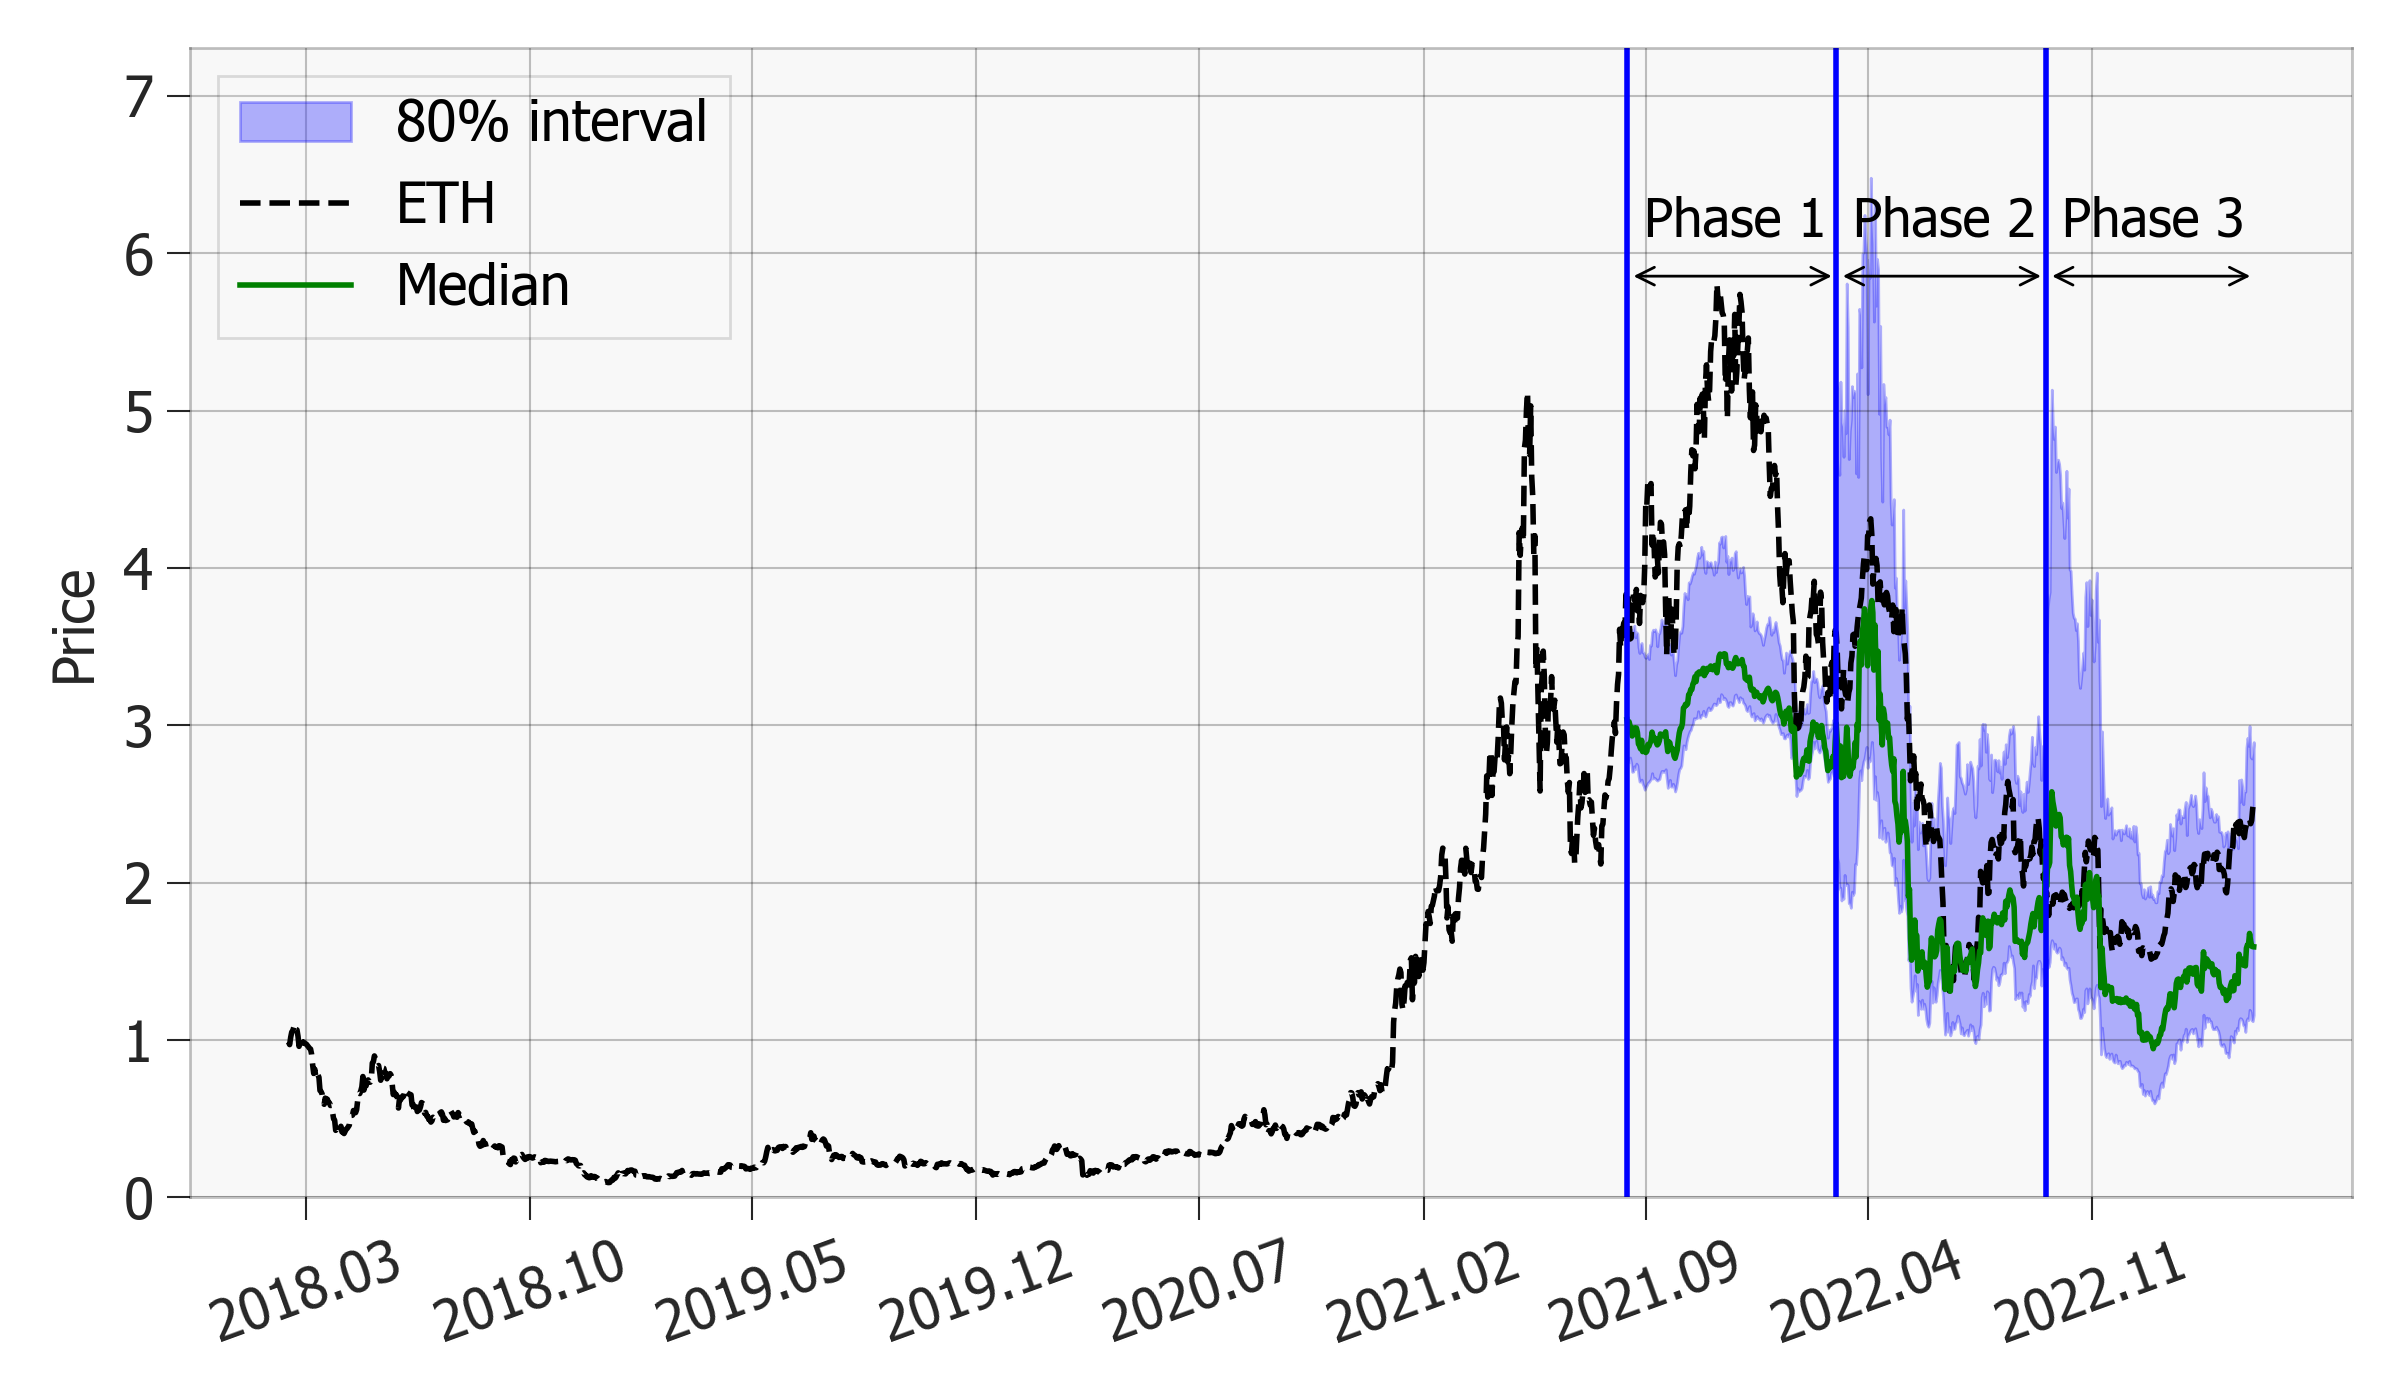 80% interval
ETH
Median
Phase 1
Phase 2
Phase 3
Price
7
6
5
4
3
2
1
0
2018.03
2018.10
2019.05
2019.12
2020.07
2021.02
2021.09
2022.04
2022.11